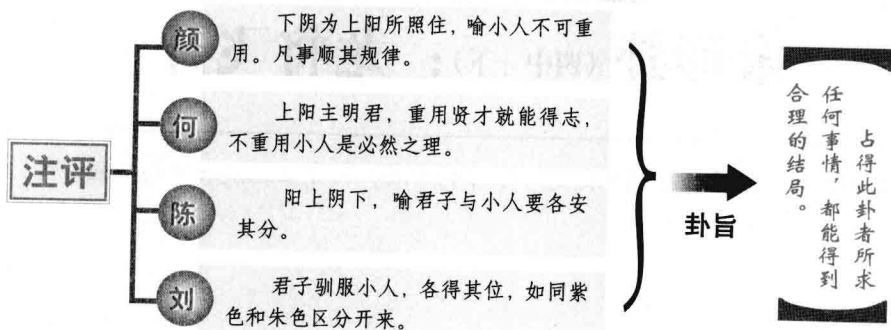 注评
颜
下阴为上阳所照住，喻小人不可重
用。凡事顺其规律。
何
上阳主明君，重用贤才就能得志，
不重用小人是必然之理。
陈
阳上阴下，喻君子与小人要各安
其分。
刘
君子驯服小人，各得其位，如同紫
色和朱色区分开来。
卦旨
占得此卦者所求
任何事情，都能得到
合理的结局。